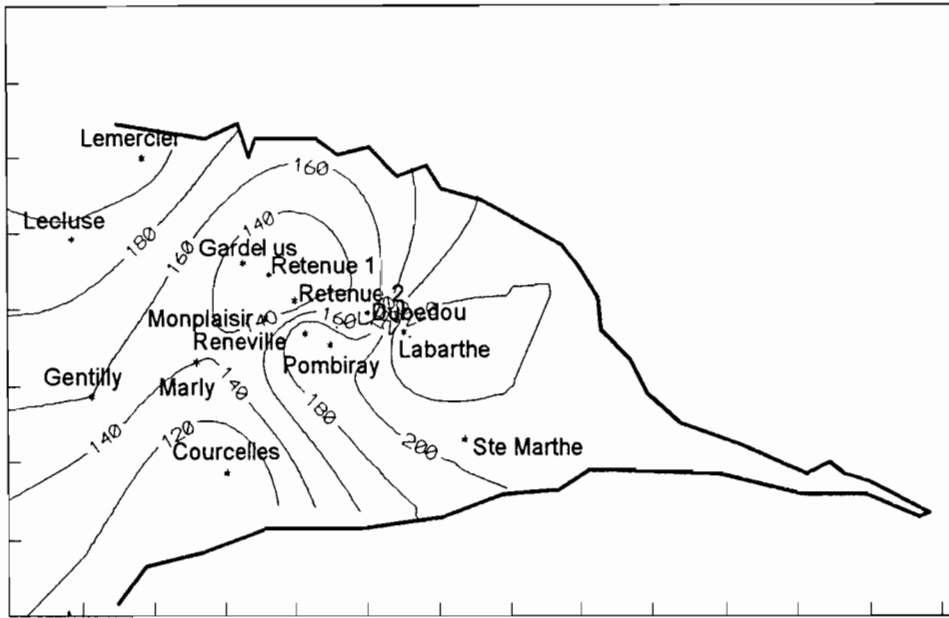 Lemercier
160
Lecluse
140
180
160
Gardel us
Retenue 1
Retenue 2
Monplaisir
160
Dubedou
Reneville
Labarthe
Pombiray
Gentilly
Marly
140
180
140
120
200
Courcelles
Ste Marthe